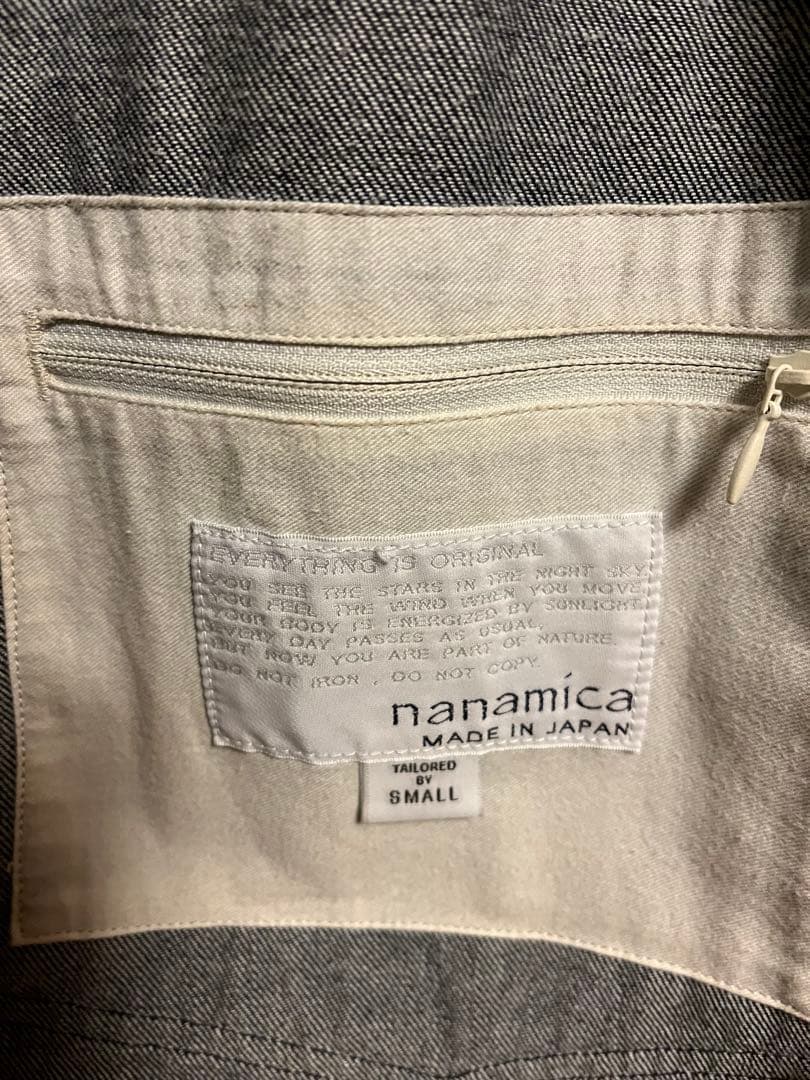 EVERYTHING IS ORIGINAL
YOU SEE THE STARS IN THE NIGHT SKY
YOU FEEL THE WIND WHEN YOU MOVE
YOUR BODY IS ENERGIZED BY SUNLIGHT.
EVERY DAY PASSES AS USUAL,
BUT NOW YOU ARE PART OF NATURE.
DO NOT IRON , DO NOT COPY.
nanamica
MADE IN JAPAN
TAILORED
BY
SMALL